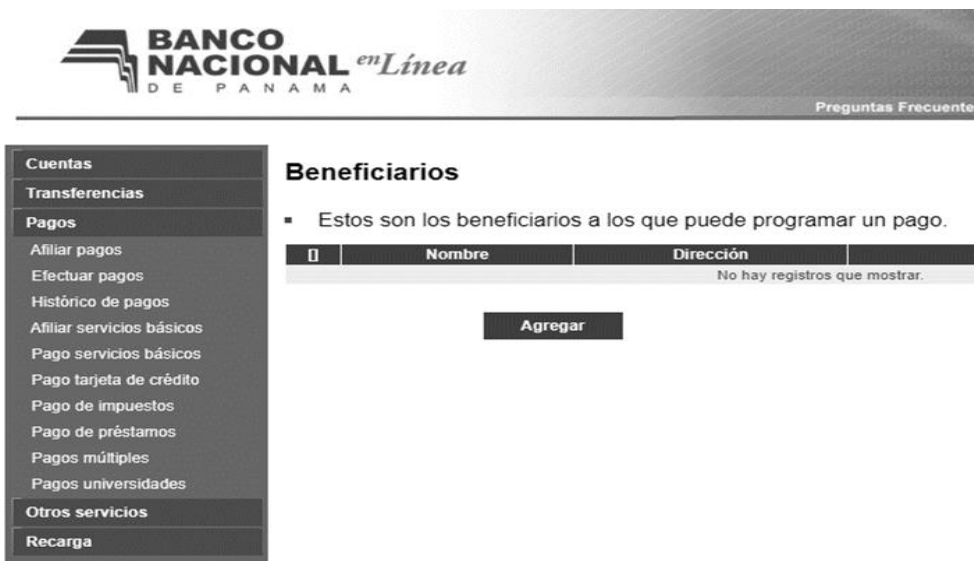 BANCO
NACIONAL en Línea
DE PANAMA
Preguntas Frecuente
Cuentas
Transferencias
Pagos
Afiliar pagos
Efectuar pagos
Histórico de pagos
Afiliar servicios básicos
Pago servicios básicos
Pago tarjeta de crédito
Pago de impuestos
Pago de préstamos
Pagos múltiples
Pagos universidades
Otros servicios
Recarga
Beneficiarios
▪ Estos son los beneficiarios a los que puede programar un pago.
[] Nombre Dirección
No hay registros que mostrar.
Agregar